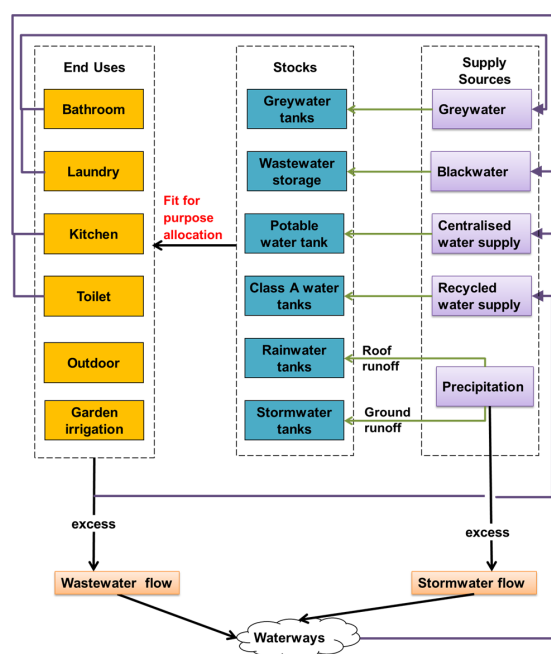 End Uses
Bathroom
Laundry
Kitchen
Toilet
Outdoor
Garden
irrigation
Fit for
purpose
allocation
Stocks
Greywater
tanks
Wastewater
storage
Potable
water tank
Class A water
tanks
Rainwater
tanks
Stormwater
tanks
Supply
Sources
Greywater
Blackwater
Centralised
water supply
Recycled
water supply
Precipitation
Roof
runoff
Ground
runoff
excess
excess
Wastewater flow
Stormwater flow
Waterways